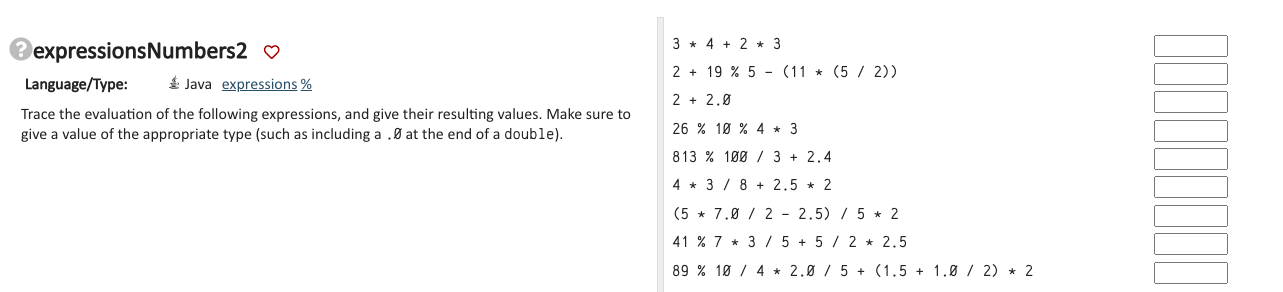 expressionsNumbers2
Language/Type: Java expressions %
Trace the evaluation of the following expressions, and give their resulting values. Make sure to
give a value of the appropriate type (such as including a .0 at the end of a double).
3 * 4 + 2 * 3
2 + 19 % 5 - (11 * (5 / 2))
2 + 2.0
26 % 10 % 4 * 3
813 % 100 / 3 + 2.4
4 * 3 / 8 + 2.5 * 2
(5 * 7.0 / 2 - 2.5) / 5 * 2
41 % 7 * 3 / 5 + 5 / 2 * 2.5
89 % 10 / 4 * 2.0 / 5 + (1.5 + 1.0 / 2) * 2